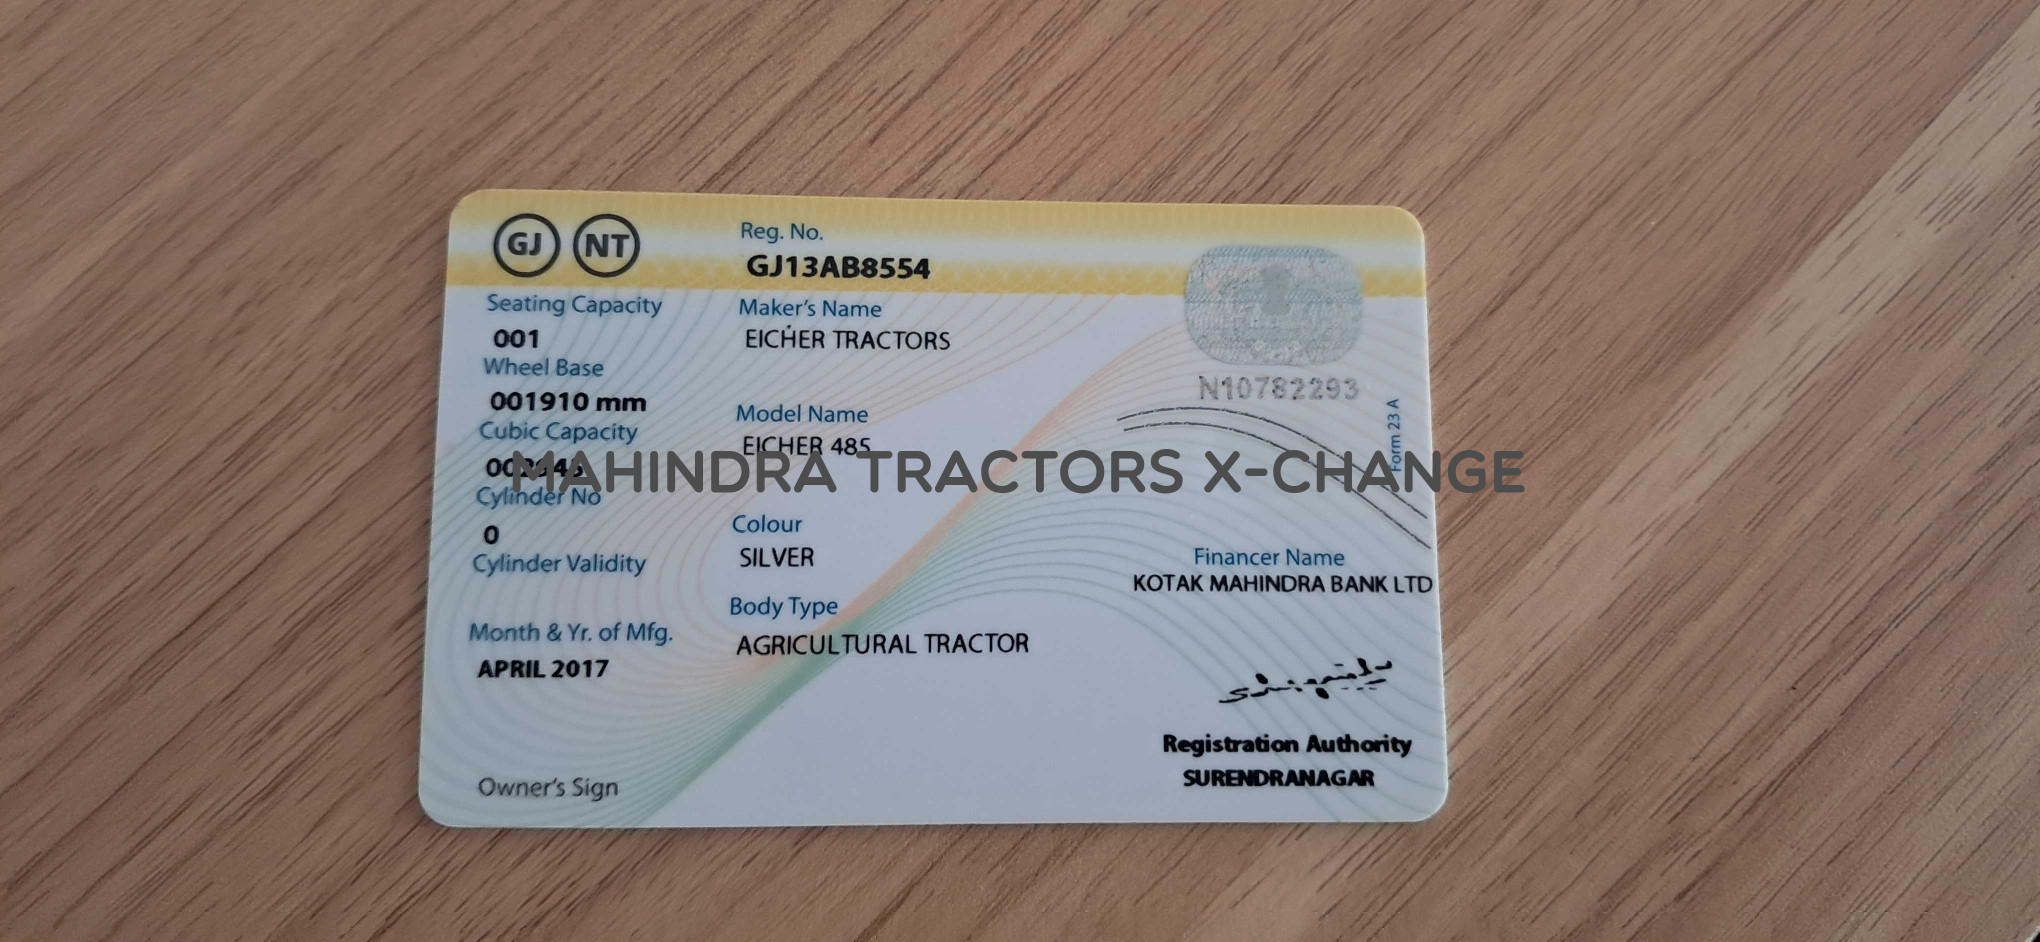 GJ NT
Reg. No.
GJ13AB8554
Seating Capacity
001
Maker's Name
EICHER TRACTORS
Wheel Base
001910 mm
N10782293
Form 23 A
Model Name
EICHER 485
Cubic Capacity
MAHINDRA TRACTORS X-CHANGE
Cylinder No
0
Colour
SILVER
Cylinder Validity
Financer Name
KOTAK MAHINDRA BANK LTD
Body Type
AGRICULTURAL TRACTOR
Month & Yr. of Mfg.
APRIL 2017
Registration Authority
SURENDRANAGAR
Owner's Sign